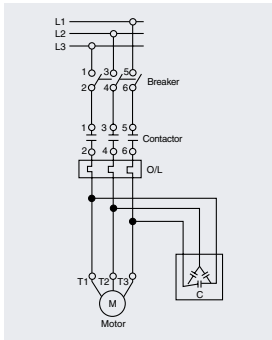 L1
L2
L3
1 3 5
2 4 6
Breaker
1 3 5
Contactor
2 4 6
O/L
T1 T2 T3
C
M
Motor